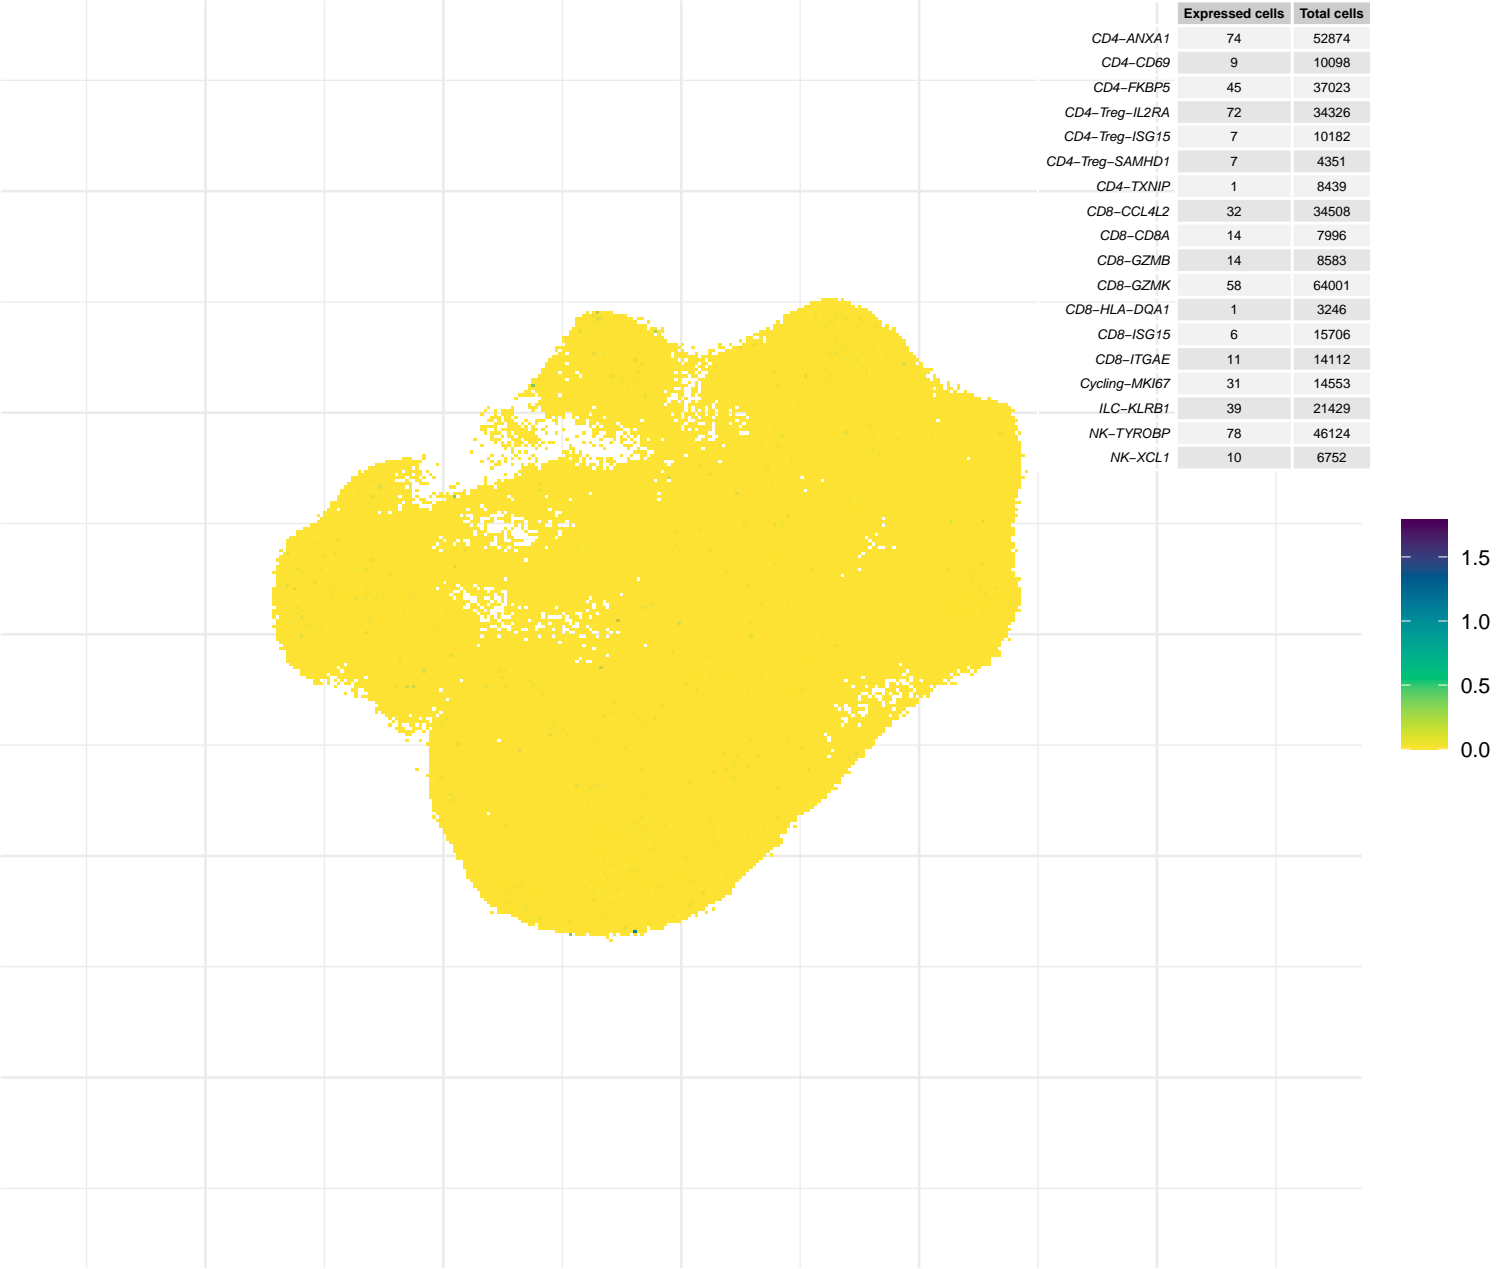 Expressed cells Total cells
CD4−ANXA1 74 52874
CD4−CD69 9 10098
CD4−FKBP5 45 37023
CD4−Treg−IL2RA 72 34326
CD4−Treg−ISG15 7 10182
CD4−Treg−SAMHD1 7 4351
CD4−TXNIP 1 8439
CD8−CCL4L2 32 34508
CD8−CD8A 14 7996
CD8−GZMB 14 8583
CD8−GZMK 58 64001
CD8−HLA−DQA1 1 3246
CD8−ISG15 6 15706
CD8−ITGAE 11 14112
Cycling−MKI67 31 14553
ILC−KLRB1 39 21429
NK−TYROBP 78 46124
NK−XCL1 10 6752
1.5
1.0
0.5
0.0